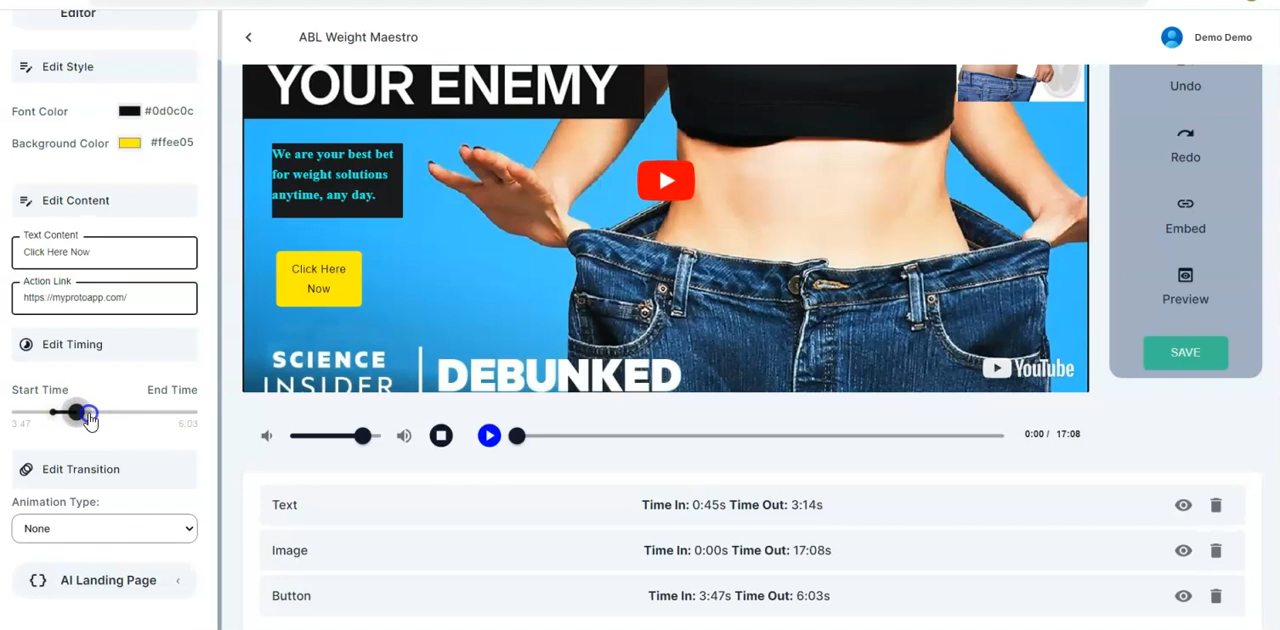 Editor
Edit Style
Font Color #0d0c0c
Background Color #ffee05
Edit Content
Text Content
Click Here Now
Action Link
https://myprotoapp.com/
Edit Timing
Start Time End Time
3:47 6:03
Edit Transition
Animation Type:
None
{} AI Landing Page ‹
ABL Weight Maestro
Demo Demo
YOUR ENEMY
We are your best bet
for weight solutions
anytime, any day.
Click Here
Now
SCIENCE
INSIDER
DEBUNKED
YouTube
0:00 / 17:08
Undo
Redo
Embed
Preview
SAVE
Text Time In: 0:45s Time Out: 3:14s
Image Time In: 0:00s Time Out: 17:08s
Button Time In: 3:47s Time Out: 6:03s